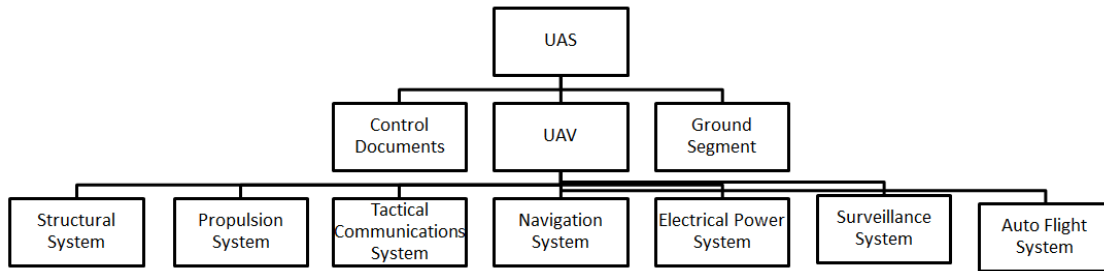 UAS
Control
Documents
UAV
Ground
Segment
Structural
System
Propulsion
System
Tactical
Communications
System
Navigation
System
Electrical Power
System
Surveillance
System
Auto Flight
System